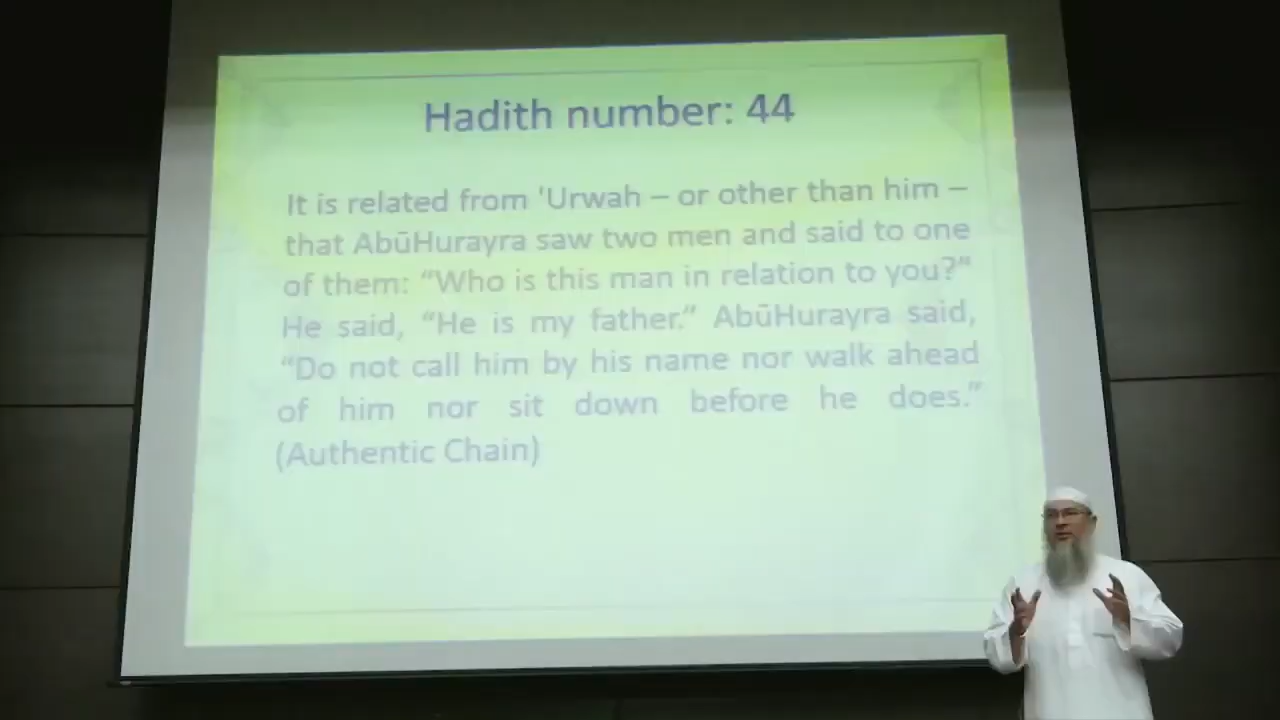 Hadith number: 44
It is related from 'Urwah – or other than him –
that AbūHurayra saw two men and said to one
of them: “Who is this man in relation to you?”
He said, “He is my father.” AbūHurayra said,
“Do not call him by his name nor walk ahead
of him nor sit down before he does.”
(Authentic Chain)